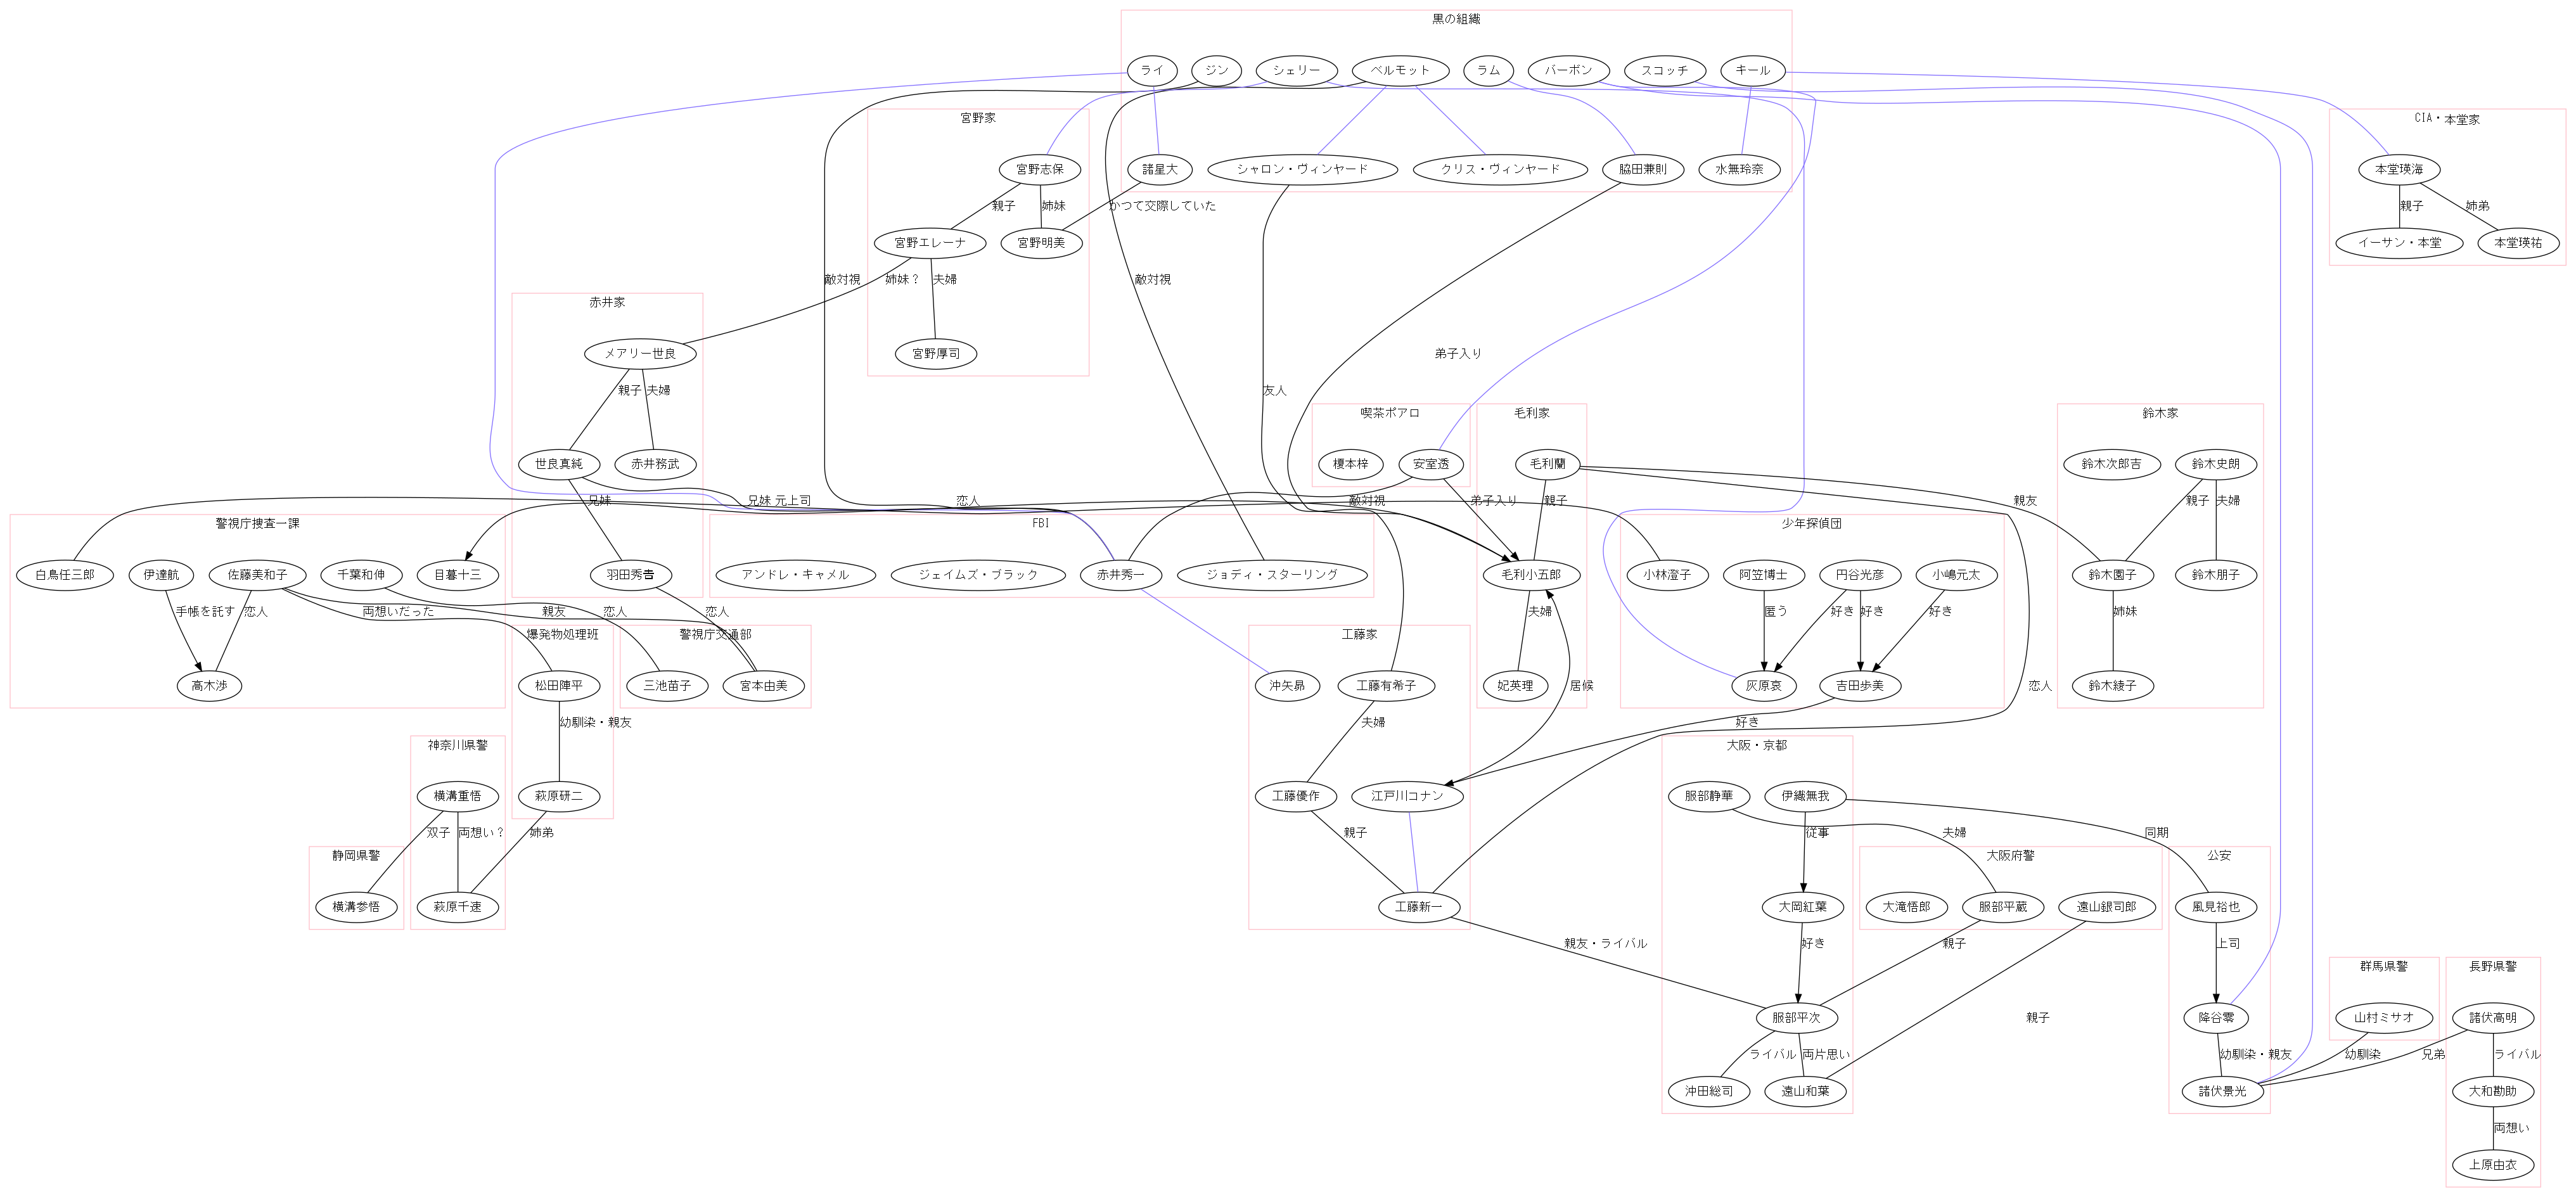 黒の組織
ライ
ジン
シェリー
ベルモット
ラム
バーボン
スコッチ
キール
宮野家
CIA・本堂家
宮野志保
諸星大
シャロン・ヴィンヤード
クリス・ヴィンヤード
脇田兼則
水無玲奈
本堂瑛海
親子
姉妹
かつて交際していた
親子
姉弟
宮野エレーナ
宮野明美
イーサン・本堂
本堂瑛祐
敵対視
姉妹？
夫婦
敵対視
赤井家
メアリー世良
宮野厚司
弟子入り
親子
夫婦
友人
喫茶ポアロ
毛利家
鈴木家
世良真純
赤井務武
榎本梓
安室透
毛利蘭
鈴木次郎吉
鈴木史朗
兄妹
兄妹
元上司
恋人
敵対視
弟子入り
親子
親友
親子
夫婦
警視庁捜査一課
FBI
少年探偵団
白鳥任三郎
伊達航
佐藤美和子
千葉和伸
目暮十三
羽田秀𠮷
アンドレ・キャメル
ジェイムズ・ブラック
赤井秀一
ジョディ・スターリング
毛利小五郎
小林澄子
阿笠博士
円谷光彦
小嶋元太
鈴木園子
鈴木朋子
手帳を託す
恋人
両想いだった
親友
恋人
恋人
夫婦
匿う
好き
好き
好き
姉妹
爆発物処理班
警視庁交通部
工藤家
高木渉
松田陣平
三池苗子
宮本由美
沖矢昴
工藤有希子
妃英理
居候
灰原哀
吉田歩美
恋人
鈴木綾子
幼馴染・親友
夫婦
好き
神奈川県警
大阪・京都
横溝重悟
萩原研二
工藤優作
江戸川コナン
服部静華
伊織無我
双子
両想い？
姉弟
親子
従事
夫婦
同期
静岡県警
大阪府警
公安
横溝参悟
萩原千速
工藤新一
大岡紅葉
大滝悟郎
服部平蔵
遠山銀司郎
風見裕也
親友・ライバル
好き
親子
上司
群馬県警
長野県警
服部平次
親子
降谷零
山村ミサオ
諸伏高明
ライバル
両片思い
幼馴染・親友
幼馴染
兄弟
ライバル
沖田総司
遠山和葉
諸伏景光
大和勘助
両想い
上原由衣